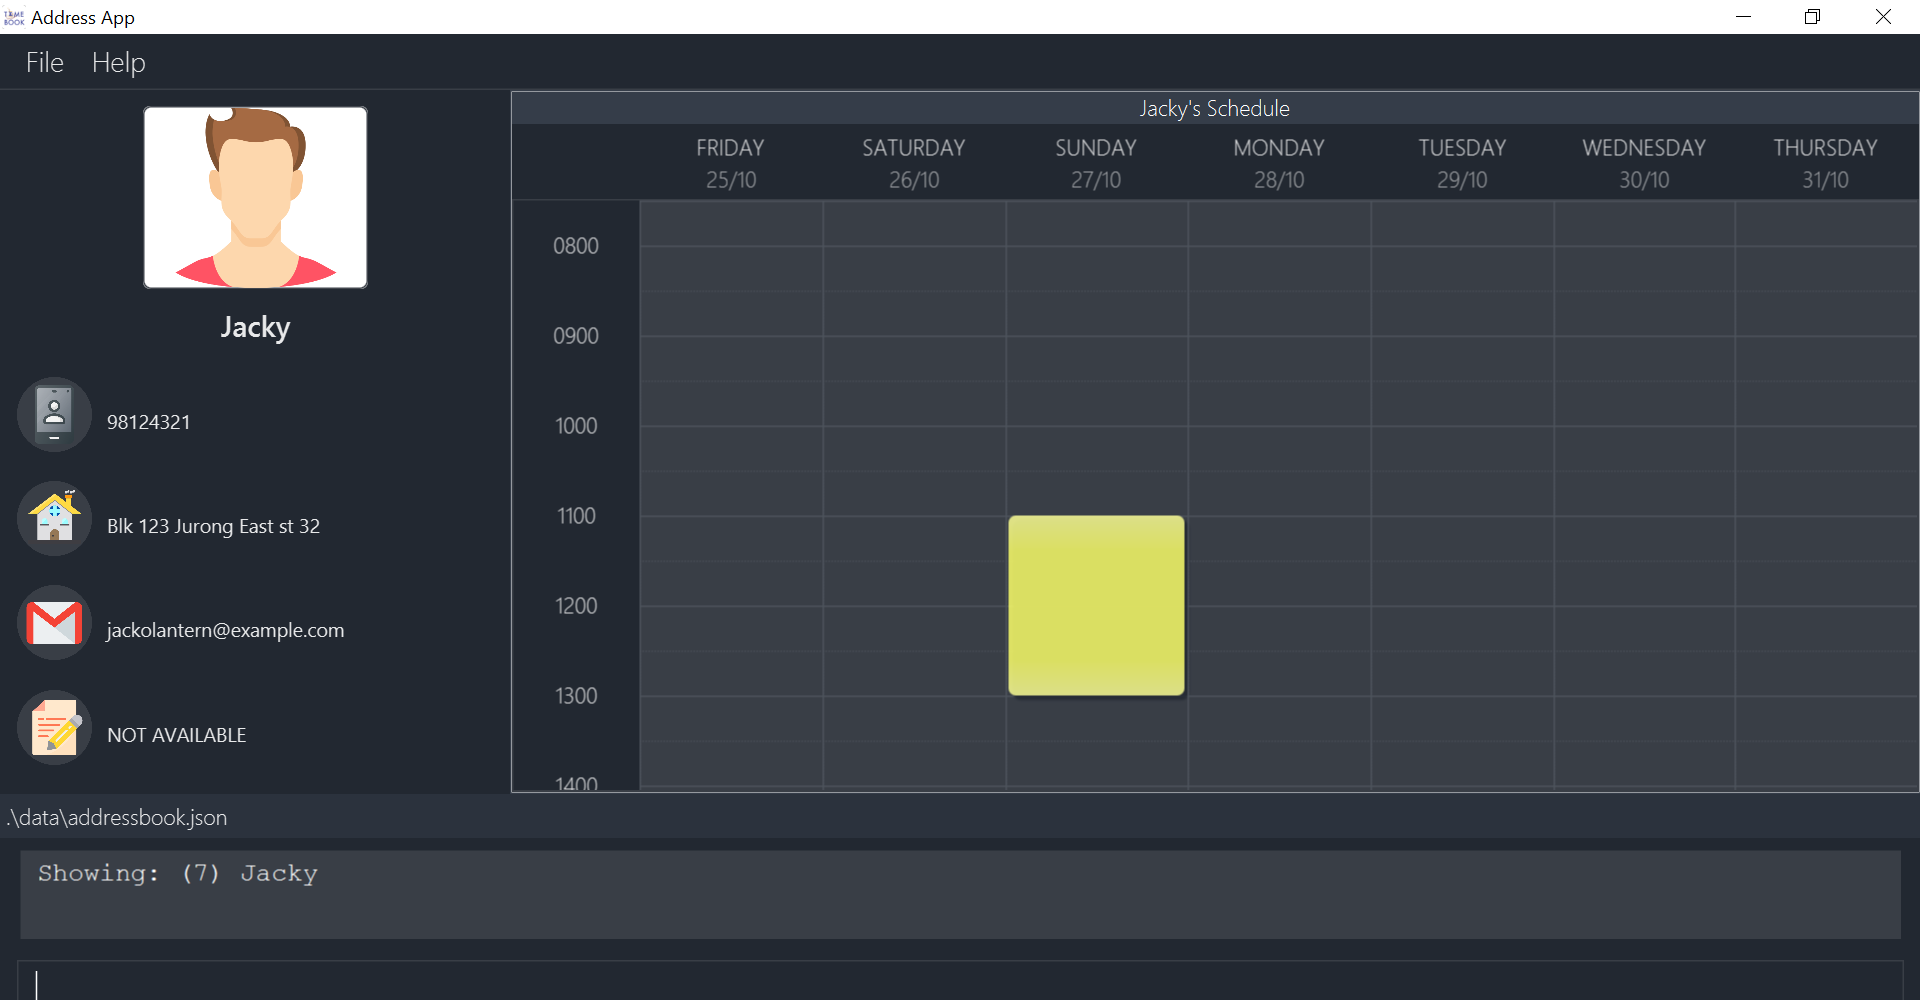 TIME
BOOK
Address App
File Help
Jacky
98124321
Blk 123 Jurong East st 32
jackolantern@example.com
NOT AVAILABLE
Jacky's Schedule
FRIDAY SATURDAY SUNDAY MONDAY TUESDAY WEDNESDAY THURSDAY
25/10 26/10 27/10 28/10 29/10 30/10 31/10
0800
0900
1000
1100
1200
1300
1400
.\data\addressbook.json
Showing: (7) Jacky